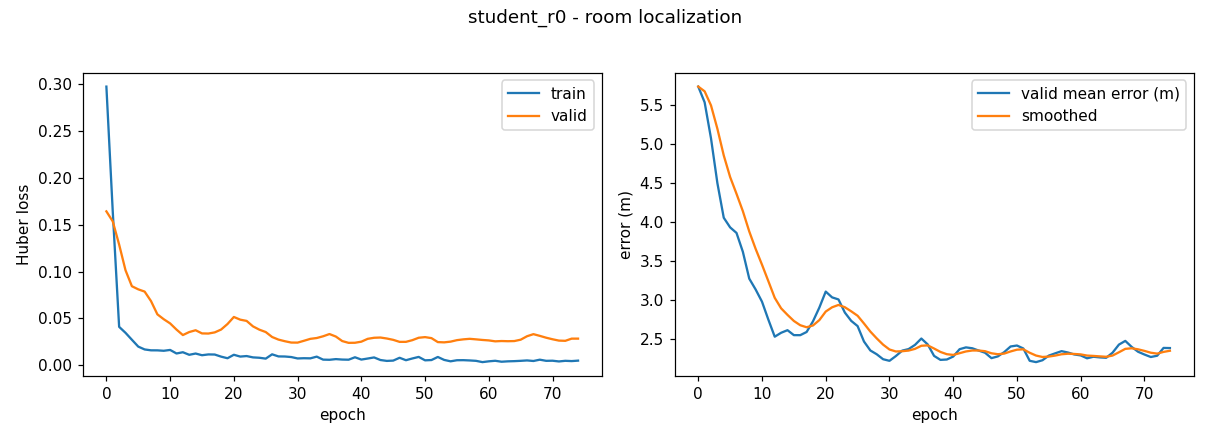 student_r0 - room localization
Huber loss
0.30
0.25
0.20
0.15
0.10
0.05
0.00
0 10 20 30 40 50 60 70
epoch
train
valid
error (m)
5.5
5.0
4.5
4.0
3.5
3.0
2.5
0 10 20 30 40 50 60 70
epoch
valid mean error (m)
smoothed